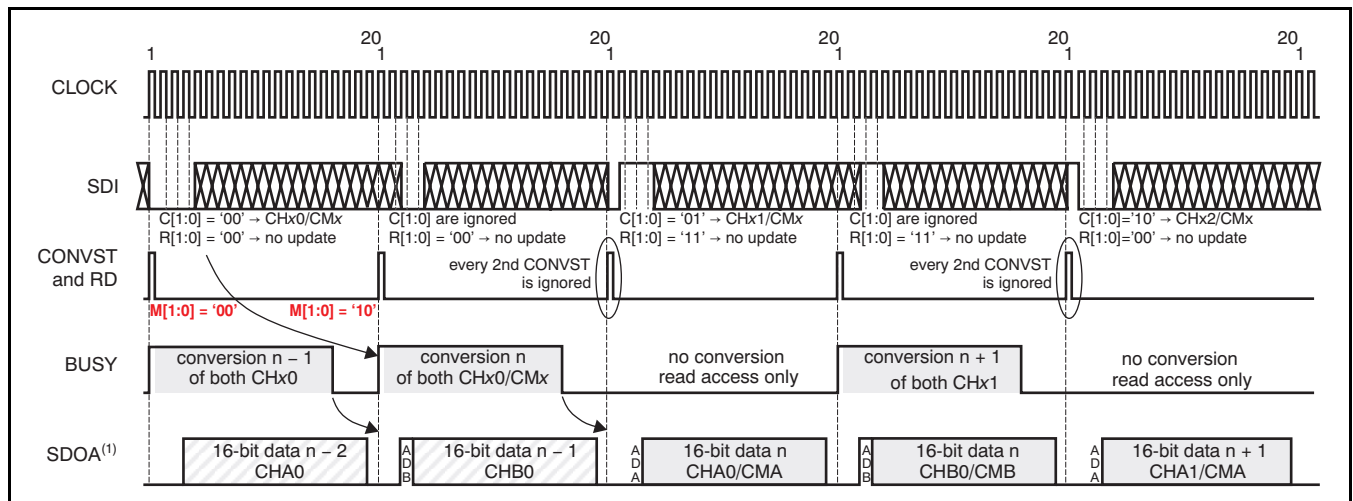 1 20 1 20 1 20 1 20 1 20 1
CLOCK
SDI
C[1:0] = ‘00’ → CHx0/CMx
R[1:0] = ‘00’ → no update
C[1:0] are ignored
R[1:0] = ‘00’ → no update
C[1:0] = ‘01’ → CHx1/CMx
R[1:0] = ‘11’ → no update
C[1:0] are ignored
R[1:0] = ‘11’ → no update
C[1:0]=’10’ → CHx2/CMx
R[1:0]=’00’ → no update
CONVST
and RD
every 2nd CONVST
is ignored
every 2nd CONVST
is ignored
M[1:0] = ‘00’
M[1:0] = ‘10’
BUSY
conversion n − 1
of both CHx0
conversion n
of both CHx0/CMx
no conversion
read access only
conversion n + 1
of both CHx1
no conversion
read access only
SDOA(1)
16-bit data n − 2
CHA0
A
D
B
16-bit data n − 1
CHB0
A
D
A
16-bit data n
CHA0/CMA
A
D
B
16-bit data n
CHB0/CMB
A
D
A
16-bit data n + 1
CHA1/CMA